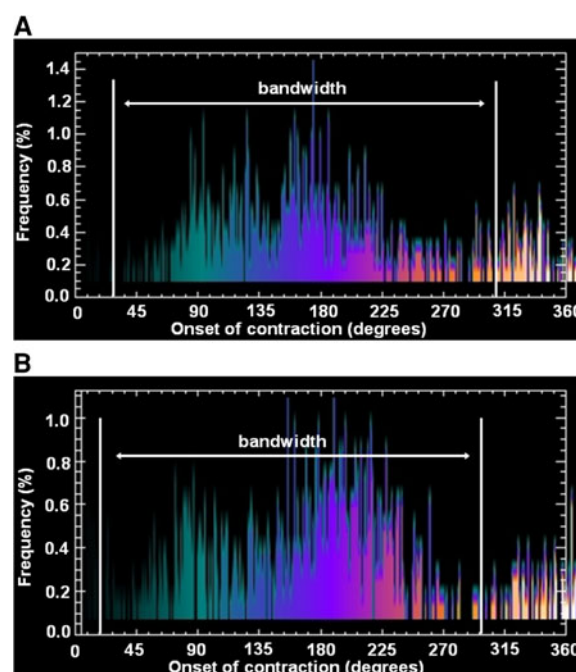 A
1.4
1.2
1.0
0.8
0.6
0.4
0.2
0.0
Frequency (%)
bandwidth
0 45 90 135 180 225 270 315 360
Onset of contraction (degrees)
B
1.0
0.8
0.6
0.4
0.2
0.0
Frequency (%)
bandwidth
0 45 90 135 180 225 270 315 360
Onset of contraction (degrees)